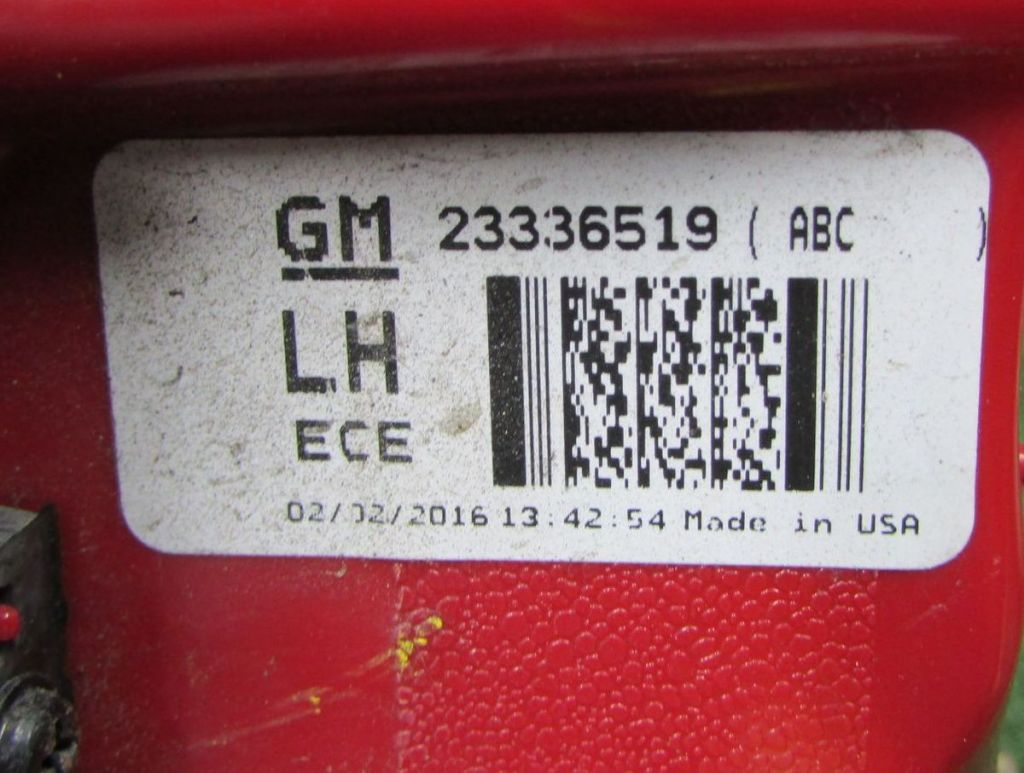 GM 23336519 ( ABC )
LH
ECE
02/02/2016 13:42:54 Made in USA